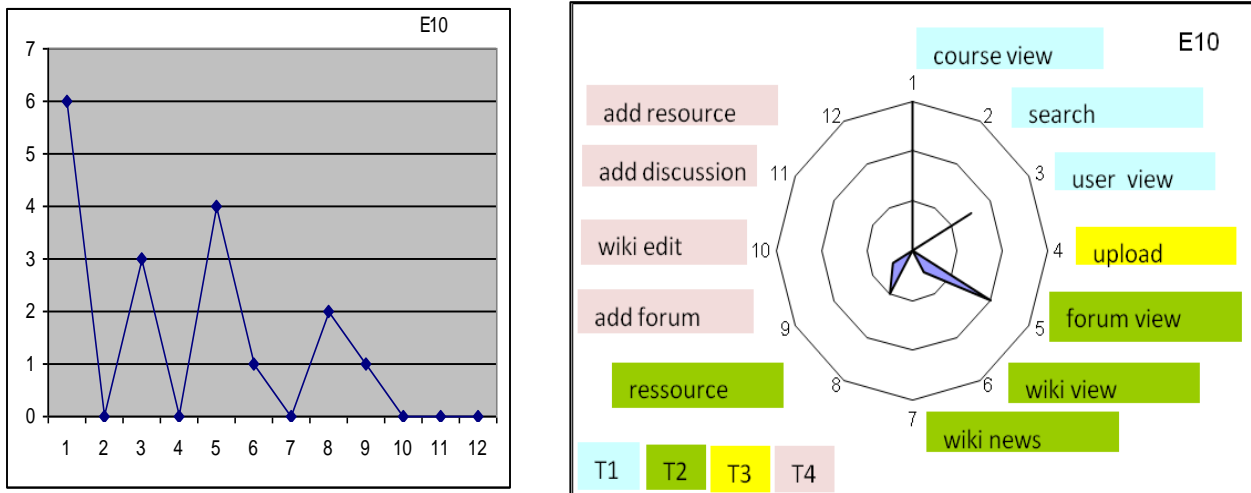 E10
7
6
5
4
3
2
1
0
1 2 3 4 5 6 7 8 9 10 11 12
E10
course view
1
add resource
12
2
search
add discussion
11
3
user view
wiki edit
10
4
upload
add forum
9
5
forum view
ressource
8
6
wiki view
7
wiki news
T1 T2 T3 T4